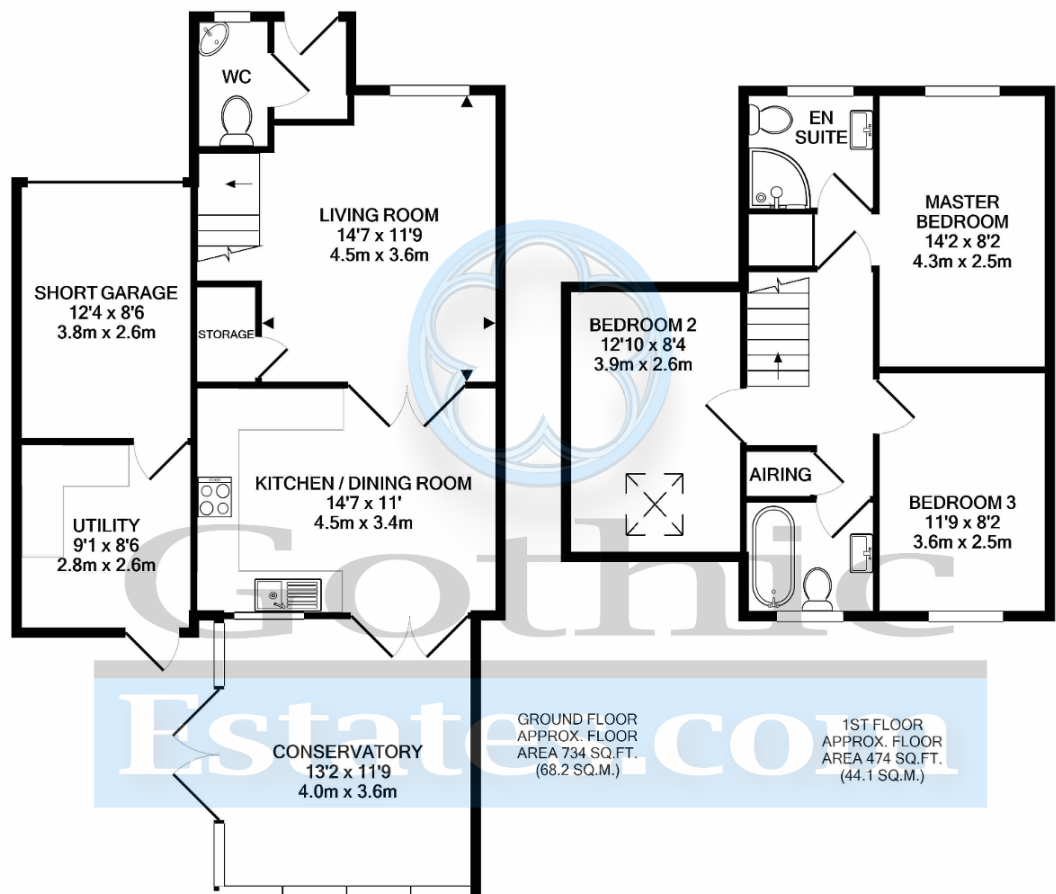 WC
LIVING ROOM
14'7 x 11'9
4.5m x 3.6m
SHORT GARAGE
12'4 x 8'6
3.8m x 2.6m
STORAGE
KITCHEN / DINING ROOM
14'7 x 11'
4.5m x 3.4m
UTILITY
9'1 x 8'6
2.8m x 2.6m
CONSERVATORY
13'2 x 11'9
4.0m x 3.6m
GROUND FLOOR
APPROX. FLOOR
AREA 734 SQ.FT.
(68.2 SQ.M.)
EN
SUITE
MASTER
BEDROOM
14'2 x 8'2
4.3m x 2.5m
BEDROOM 2
12'10 x 8'4
3.9m x 2.6m
AIRING
BEDROOM 3
11'9 x 8'2
3.6m x 2.5m
1ST FLOOR
APPROX. FLOOR
AREA 474 SQ.FT.
(44.1 SQ.M.)
Gothic
Estates.com